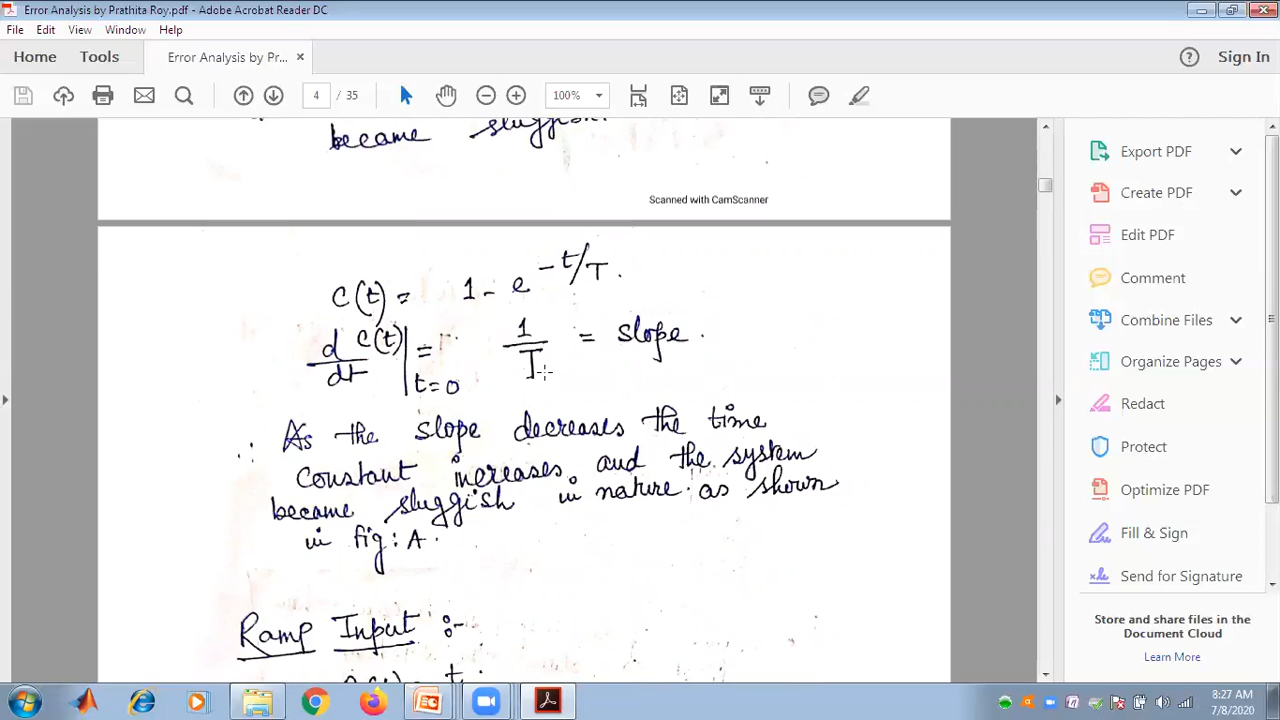 Error Analysis by Prathita Roy.pdf - Adobe Acrobat Reader DC
File Edit View Window Help
Home Tools Error Analysis by Pr... × Sign In
4 / 35 100%
became sluggish.
Scanned with CamScanner
C(t) = 1 - e^{-t/T}.
d/dt C(t) |t=0 = 1/T = slope.
∴ As the slope decreases the time
constant increases and the system
became sluggish in nature as shown
in fig: A.
Ramp Input :-
Export PDF
Create PDF
Edit PDF
Comment
Combine Files
Organize Pages
Redact
Protect
Optimize PDF
Fill & Sign
Send for Signature
Store and share files in the
Document Cloud
Learn More
8:27 AM
7/8/2020